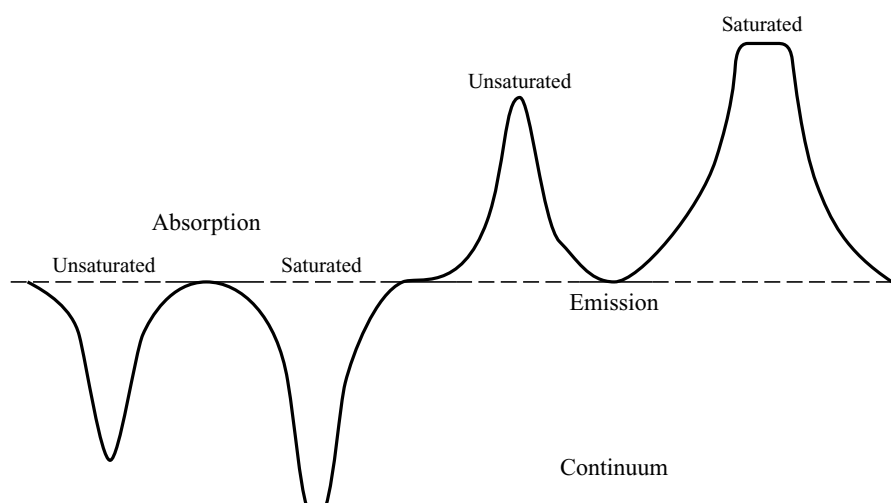 Saturated
Unsaturated
Absorption
Unsaturated
Saturated
Emission
Continuum